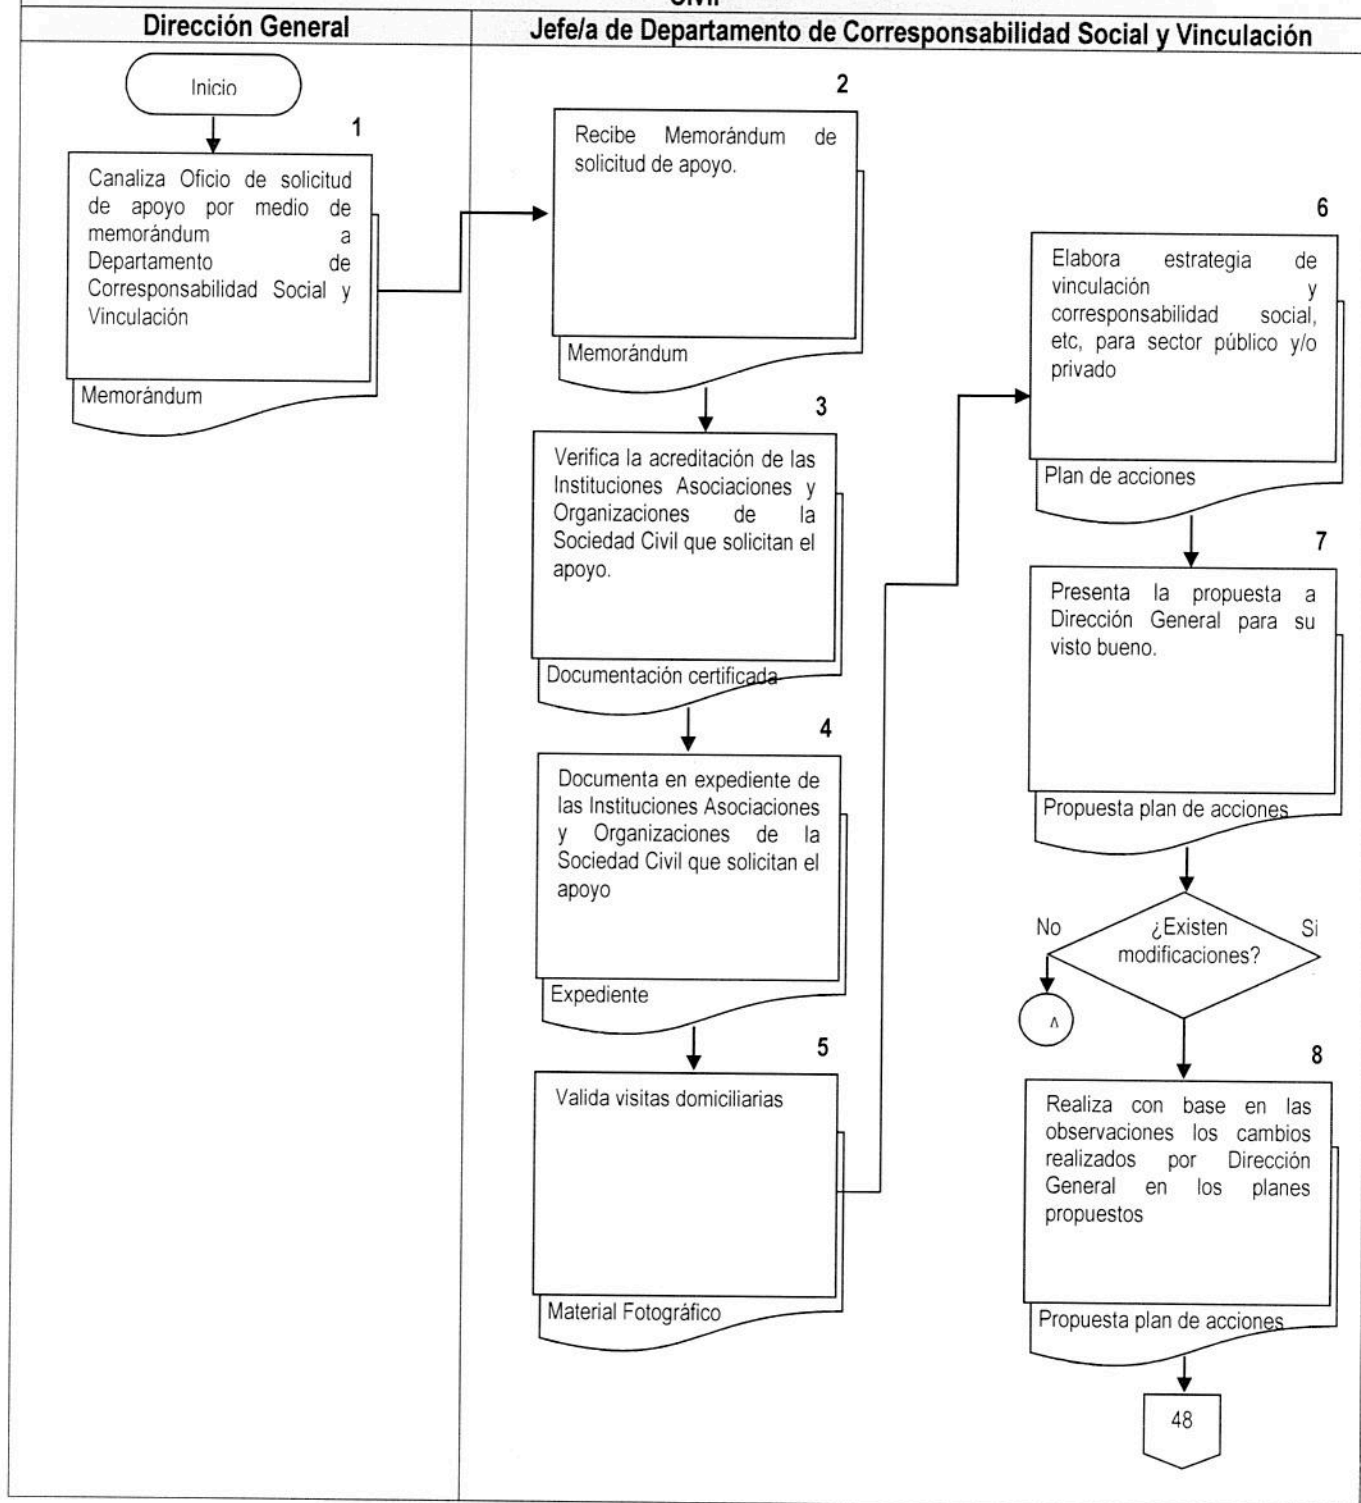 Civil
Dirección General
Jefe/a de Departamento de Corresponsabilidad Social y Vinculación
Inicio
1
Canaliza Oficio de solicitud
de apoyo por medio de
memorándum a
Departamento de
Corresponsabilidad Social y
Vinculación
Memorándum
2
Recibe Memorándum de
solicitud de apoyo.
Memorándum
3
Verifica la acreditación de las
Instituciones Asociaciones y
Organizaciones de la
Sociedad Civil que solicitan el
apoyo.
Documentación certificada
4
Documenta en expediente de
las Instituciones Asociaciones
y Organizaciones de la
Sociedad Civil que solicitan el
apoyo
Expediente
5
Valida visitas domiciliarias
Material Fotográfico
6
Elabora estrategia de
vinculación y
corresponsabilidad social,
etc, para sector público y/o
privado
Plan de acciones
7
Presenta la propuesta a
Dirección General para su
visto bueno.
Propuesta plan de acciones
No
¿Existen
modificaciones?
Si
8
Realiza con base en las
observaciones los cambios
realizados por Dirección
General en los planes
propuestos
Propuesta plan de acciones
48